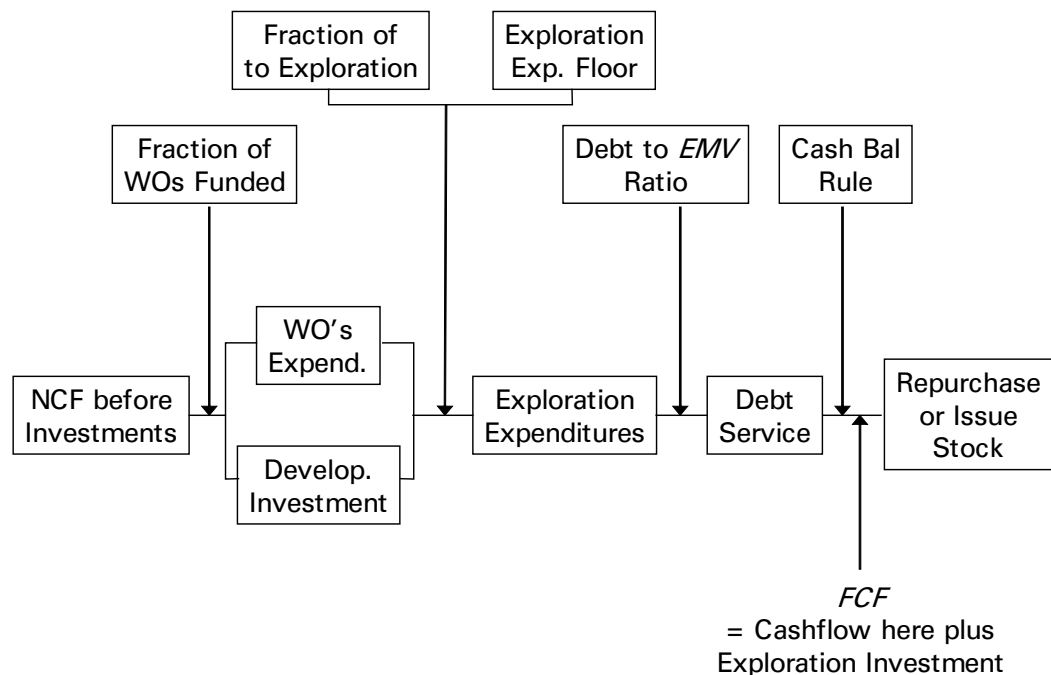 Fraction of
to Exploration
Exploration
Exp. Floor
Fraction of
WOs Funded
Debt to EMV
Ratio
Cash Bal
Rule
WO's
Expend.
NCF before
Investments
Develop.
Investment
Exploration
Expenditures
Debt
Service
Repurchase
or Issue
Stock
FCF
= Cashflow here plus
Exploration Investment